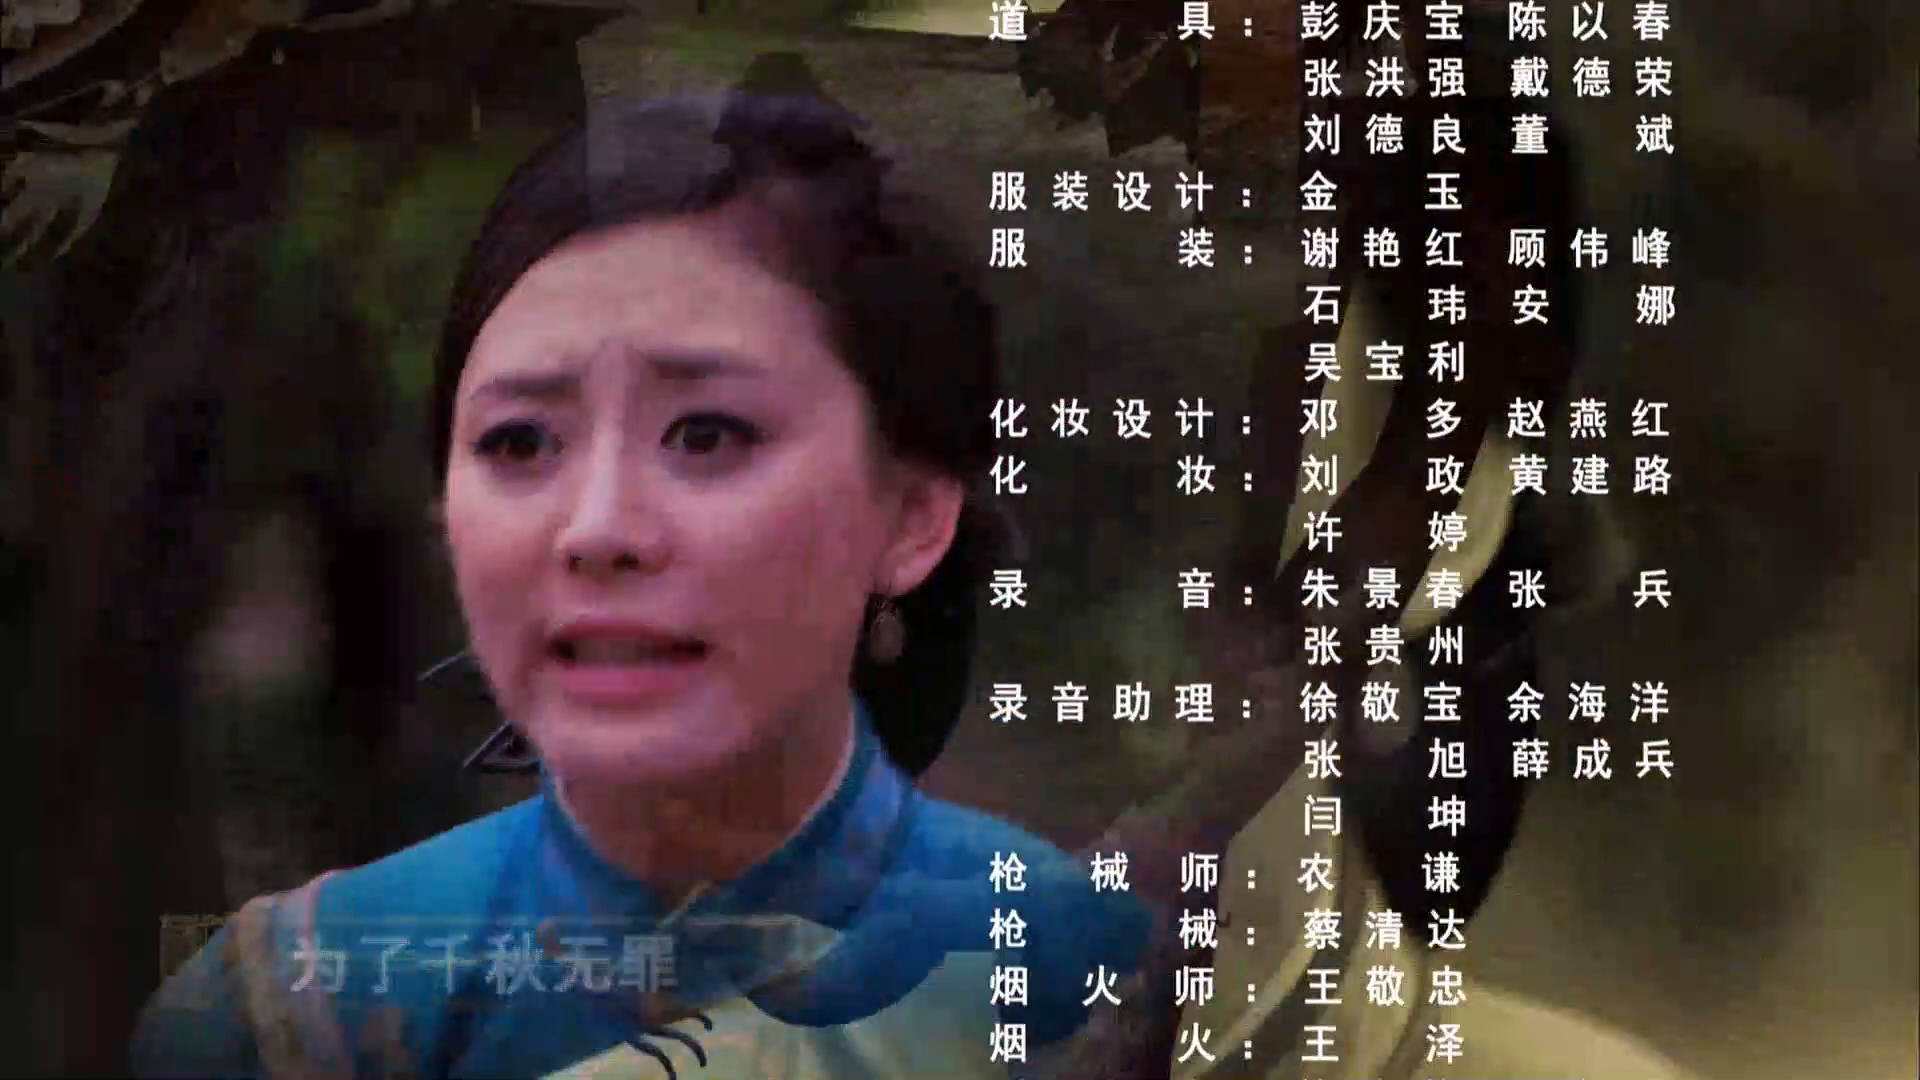 道具：彭庆宝 陈以春
张洪强 戴德荣
刘德良 董斌
服装设计：金玉
服装：谢艳红 顾伟峰
石玮 安娜
吴宝利
化妆设计：邓多 赵燕红
化妆：刘政 黄建路
许婷
录音：朱景春 张兵
张贵州
录音助理：徐敬宝 余海洋
张旭 薛成兵
闫坤
枪械师：农谦
枪械：蔡清达
烟火师：王敬忠
烟火：王泽
为了千秋无罪